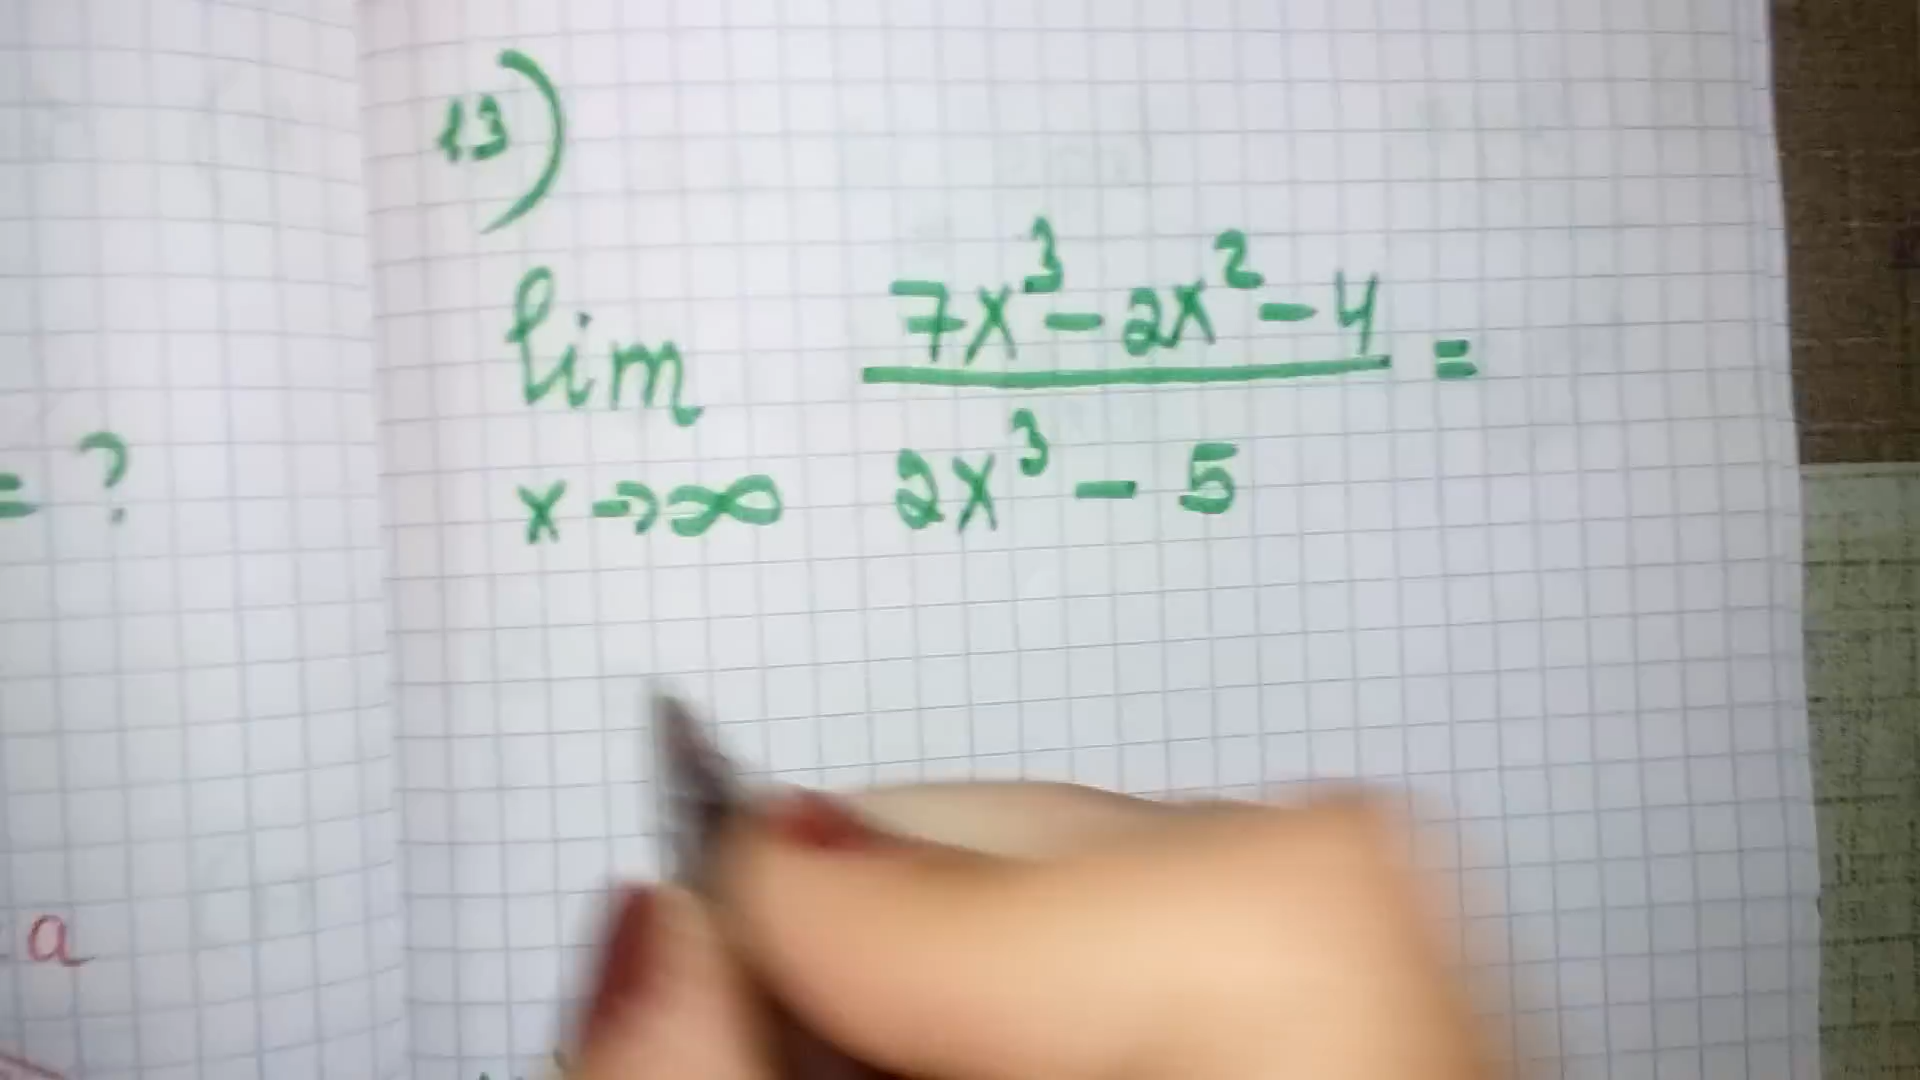 = ?
a
13)
lim 7x³ - 2x² - 4 =
x→∞ 2x³ - 5